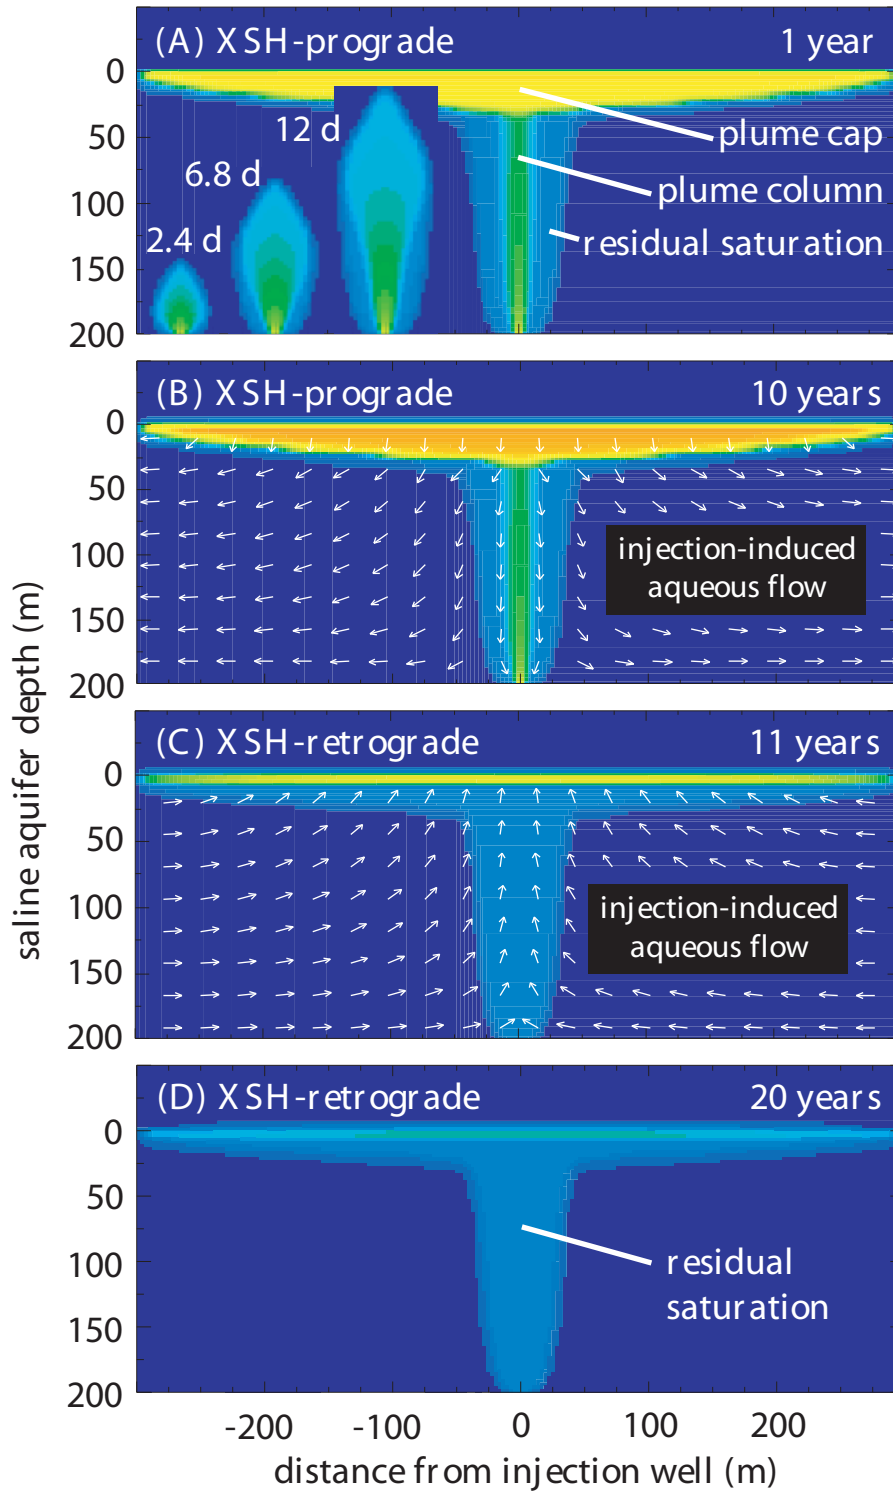 (A) XSH-prograde 1 year
0
50
100
150
200
12 d
6.8 d
2.4 d
plume cap
plume column
residual saturation
(B) XSH-prograde 10 years
0
50
100
150
200
injection-induced
aqueous flow
(C) XSH-retrograde 11 years
0
50
100
150
200
injection-induced
aqueous flow
(D) XSH-retrograde 20 years
0
50
100
150
200
residual
saturation
saline aquifer depth (m)
-200 -100 0 100 200
distance from injection well (m)